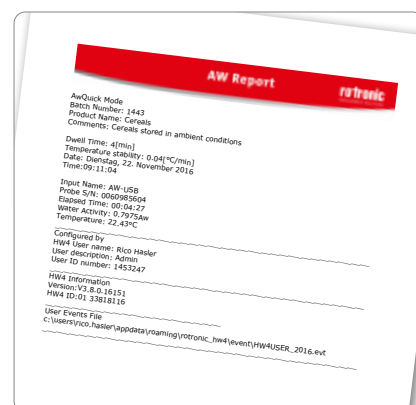 AW Report
rotronic
AwQuick Mode
Batch Number: 1443
Product Name: Cereals
Comments: Cereals stored in ambient conditions
Dwell Time: 4[min]
Temperature stability: 0.04[°C/min]
Date: Dienstag, 22. November 2016
Time:09:11:04
Input Name: AW-USB
Probe S/N: 0060985604
Elapsed Time: 00:04:27
Water Activity: 0.7975Aw
Temperature: 22.43°C
Configured by
HW4 User name: Rico Hasler
User description: Admin
User ID number: 1453247
HW4 Information
Version:V3.8.0.16151
HW4 ID:01 33818116
User Events File
c:\users\rico.hasler\appdata\roaming\rotronic_hw4\event\HW4USER_2016.evt